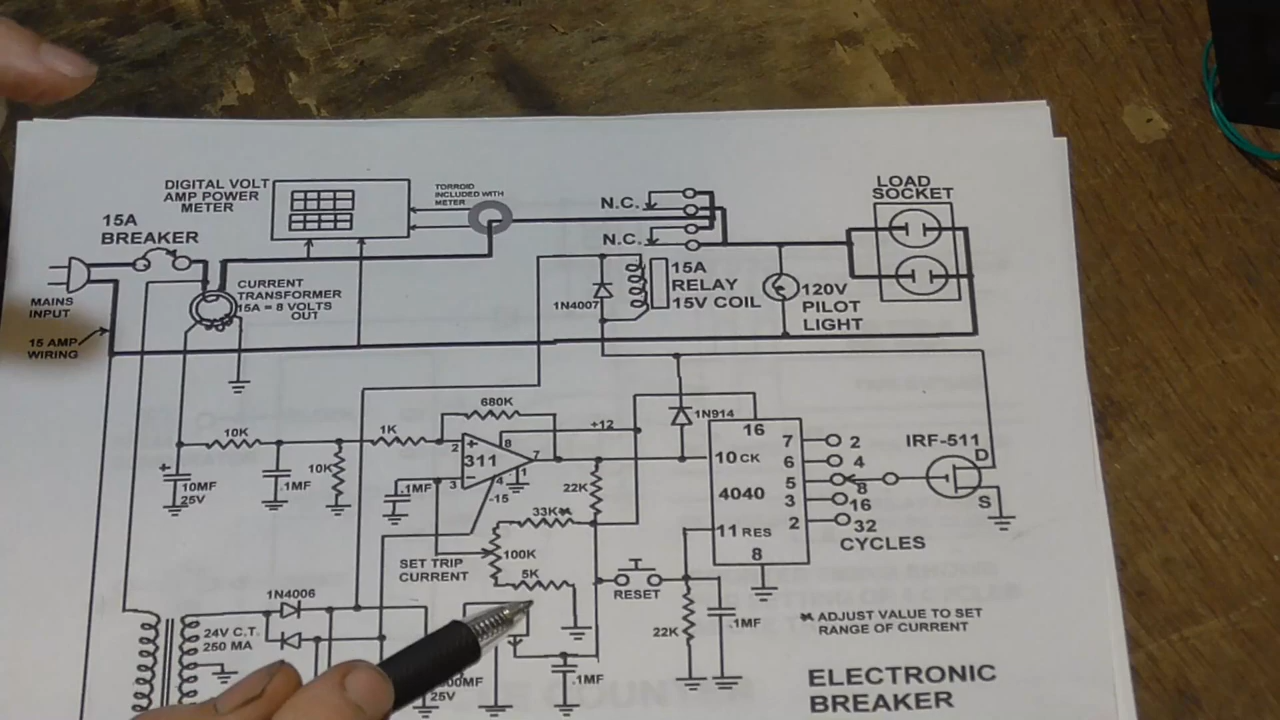 DIGITAL VOLT
AMP POWER
METER
TORROID
INCLUDED WITH
METER
15A
BREAKER
MAINS
INPUT
15 AMP
WIRING
CURRENT
TRANSFORMER
15A = 8 VOLTS
OUT
N.C.
N.C.
LOAD
SOCKET
1N4007
15A
RELAY
15V COIL
120V
PILOT
LIGHT
10K
10MF
25V
.1MF
10K
1K
680K
2
+
8
311
7
1
3
-
4
-15
+12
.1MF
22K
33K*
100K
5K
SET TRIP
CURRENT
1N914
16
10 CK
4040
11 RES
8
7
6
5
3
2
2
4
8
16
32
CYCLES
IRF-511
D
S
RESET
22K
.1MF
* ADJUST VALUE TO SET
RANGE OF CURRENT
1N4006
24V C.T.
250 MA
00MF
25V
.1MF
ELECTRONIC
BREAKER